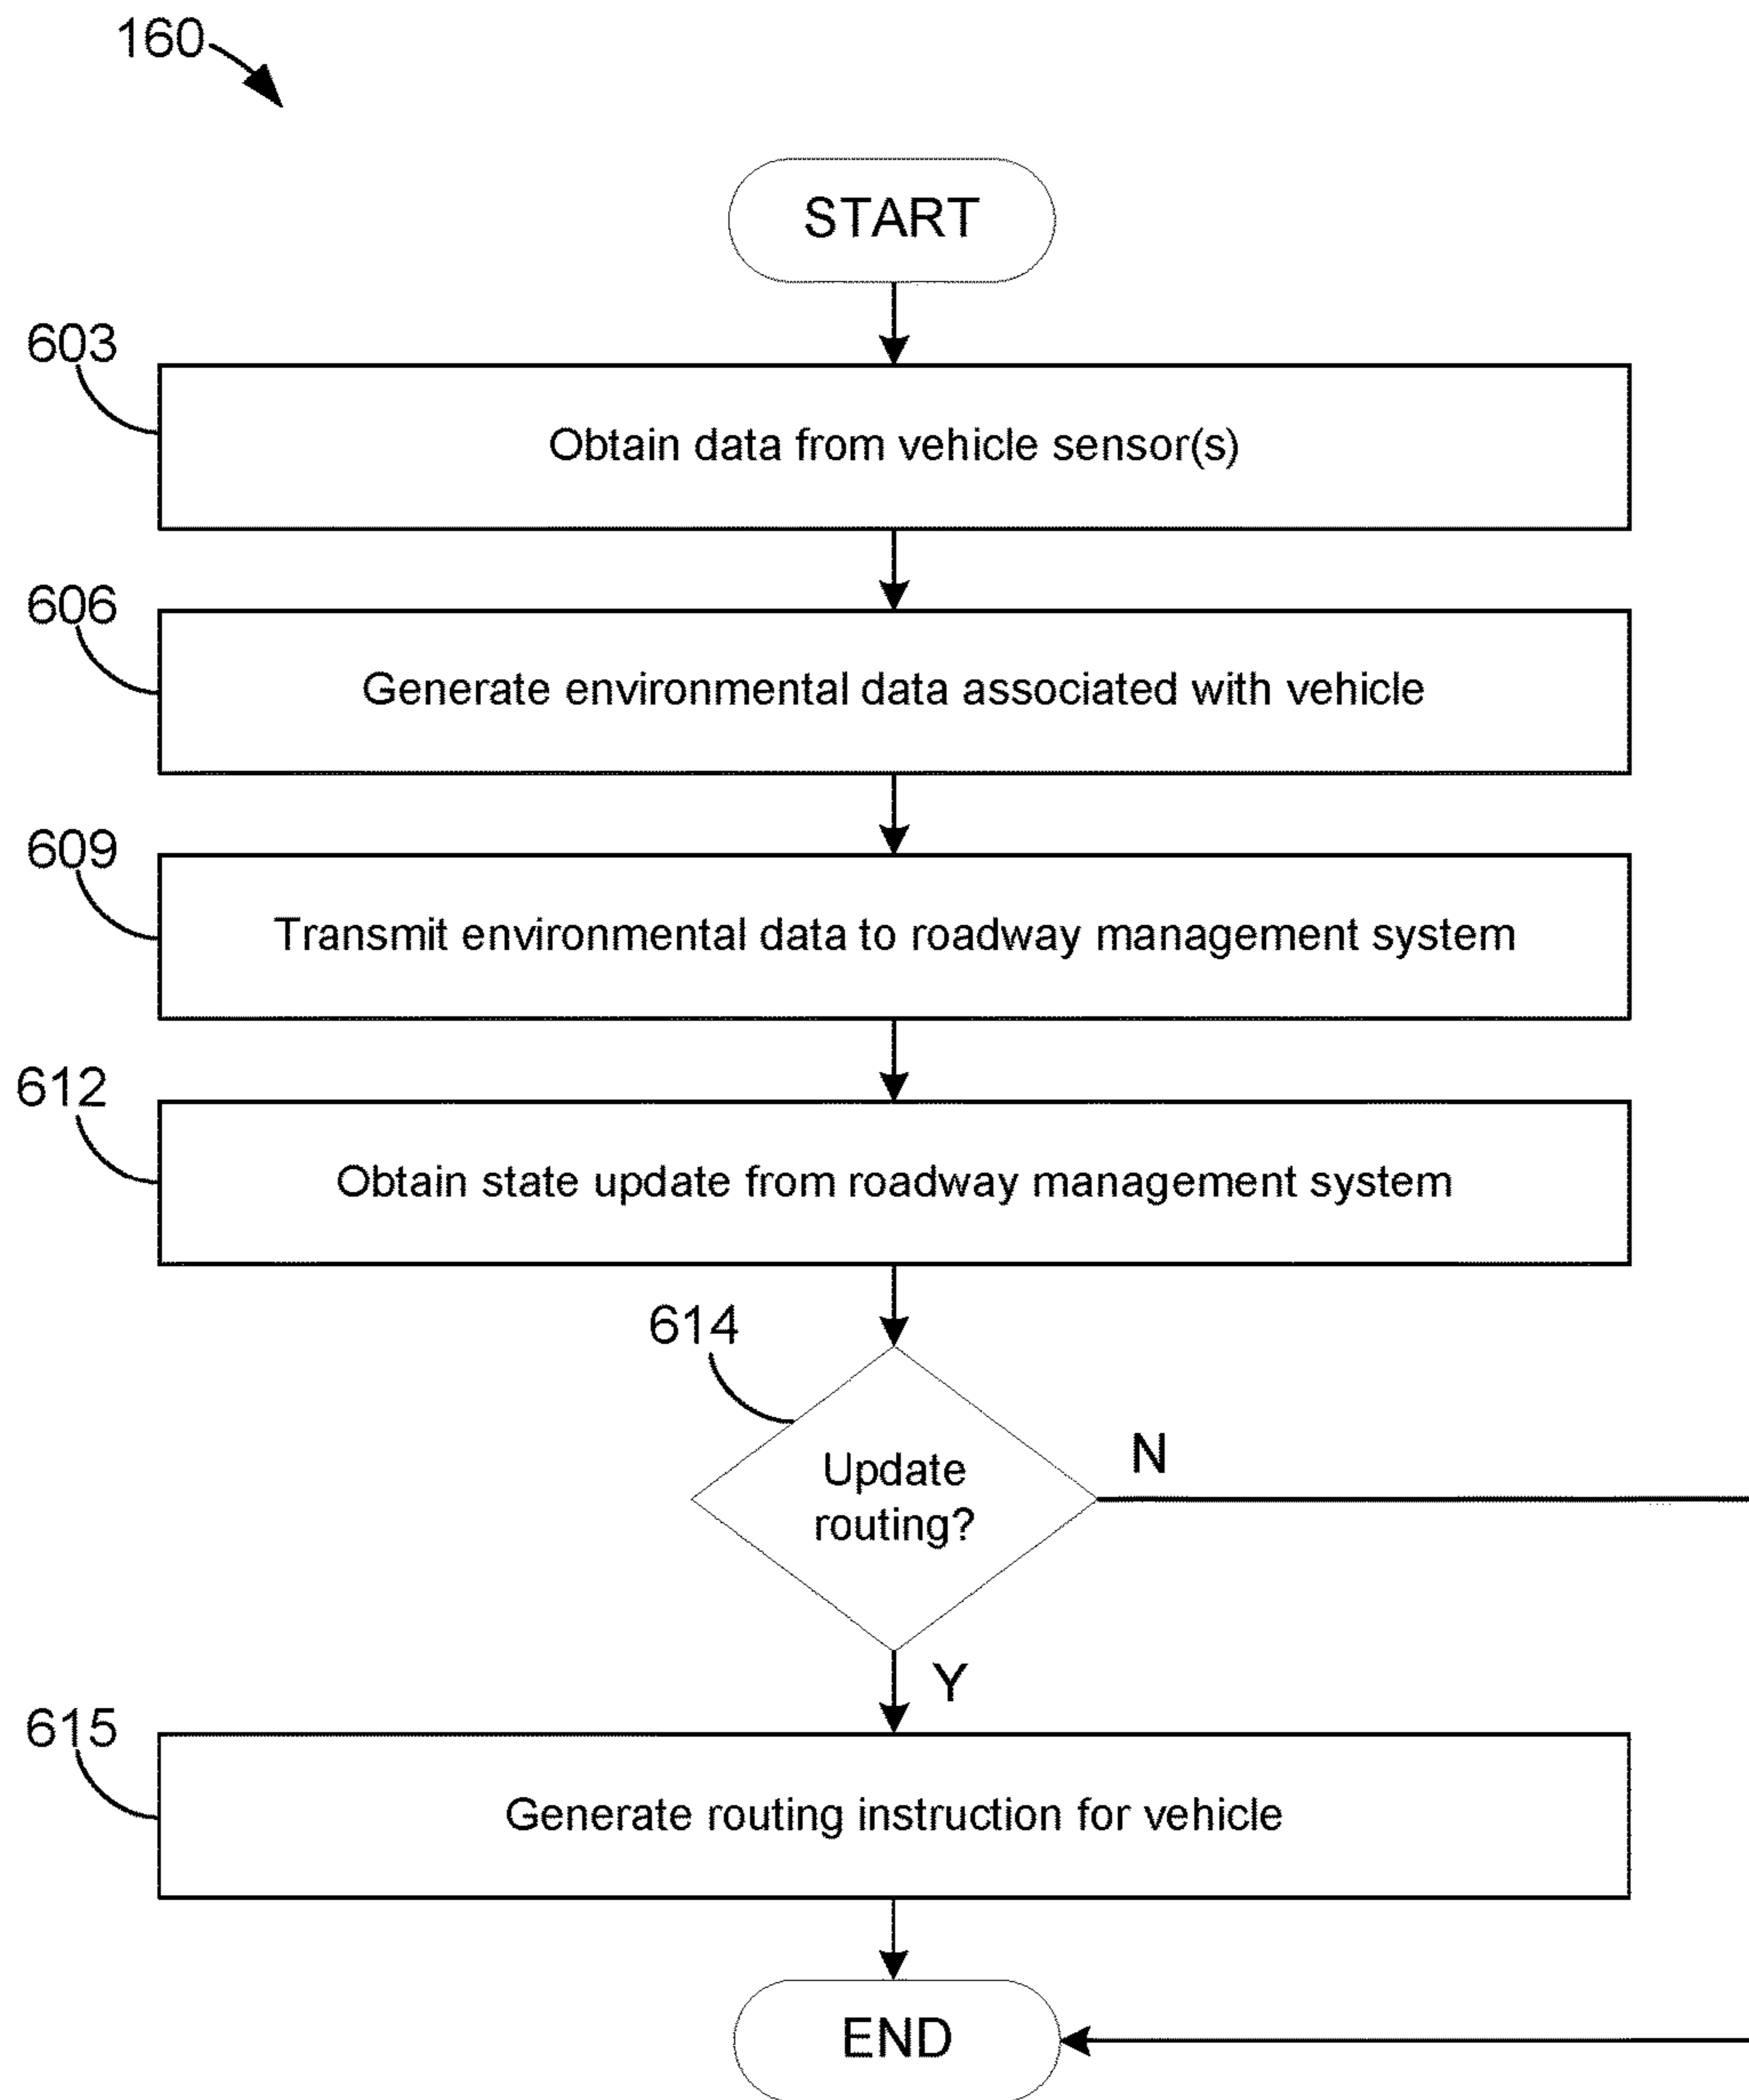 160
START
603
Obtain data from vehicle sensor(s)
606
Generate environmental data associated with vehicle
609
Transmit environmental data to roadway management system
612
Obtain state update from roadway management system
614
Update
routing?
N
Y
615
Generate routing instruction for vehicle
END